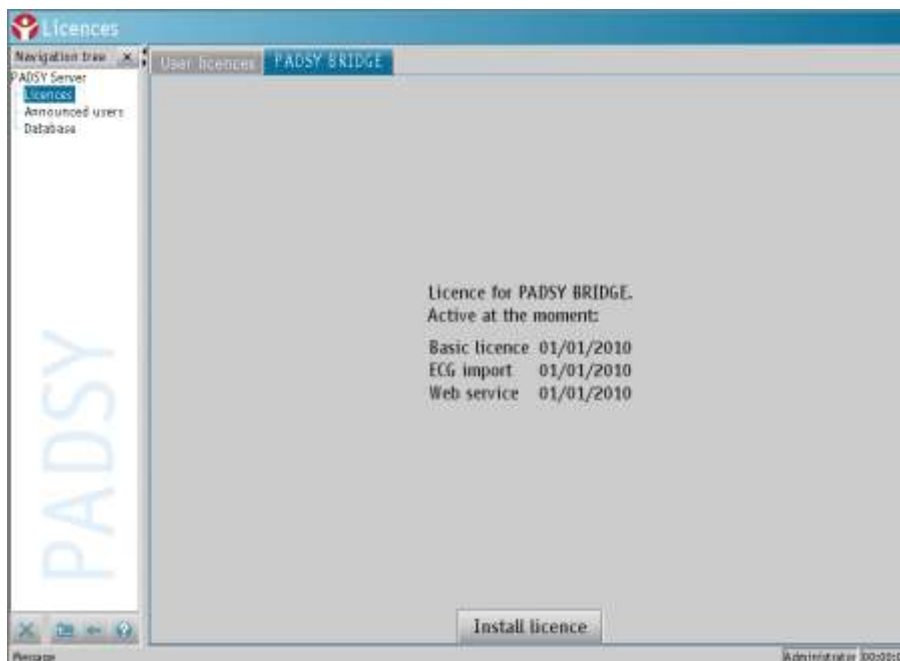 Licences
Navigation tree
User licences
PADSY BRIDGE
PADSY Server
Licences
Announced users
Database
Licence for PADSY BRIDGE.
Active at the moment:
Basic licence 01/01/2010
ECG import 01/01/2010
Web service 01/01/2010
PADSY
Install licence
Message
Administrator